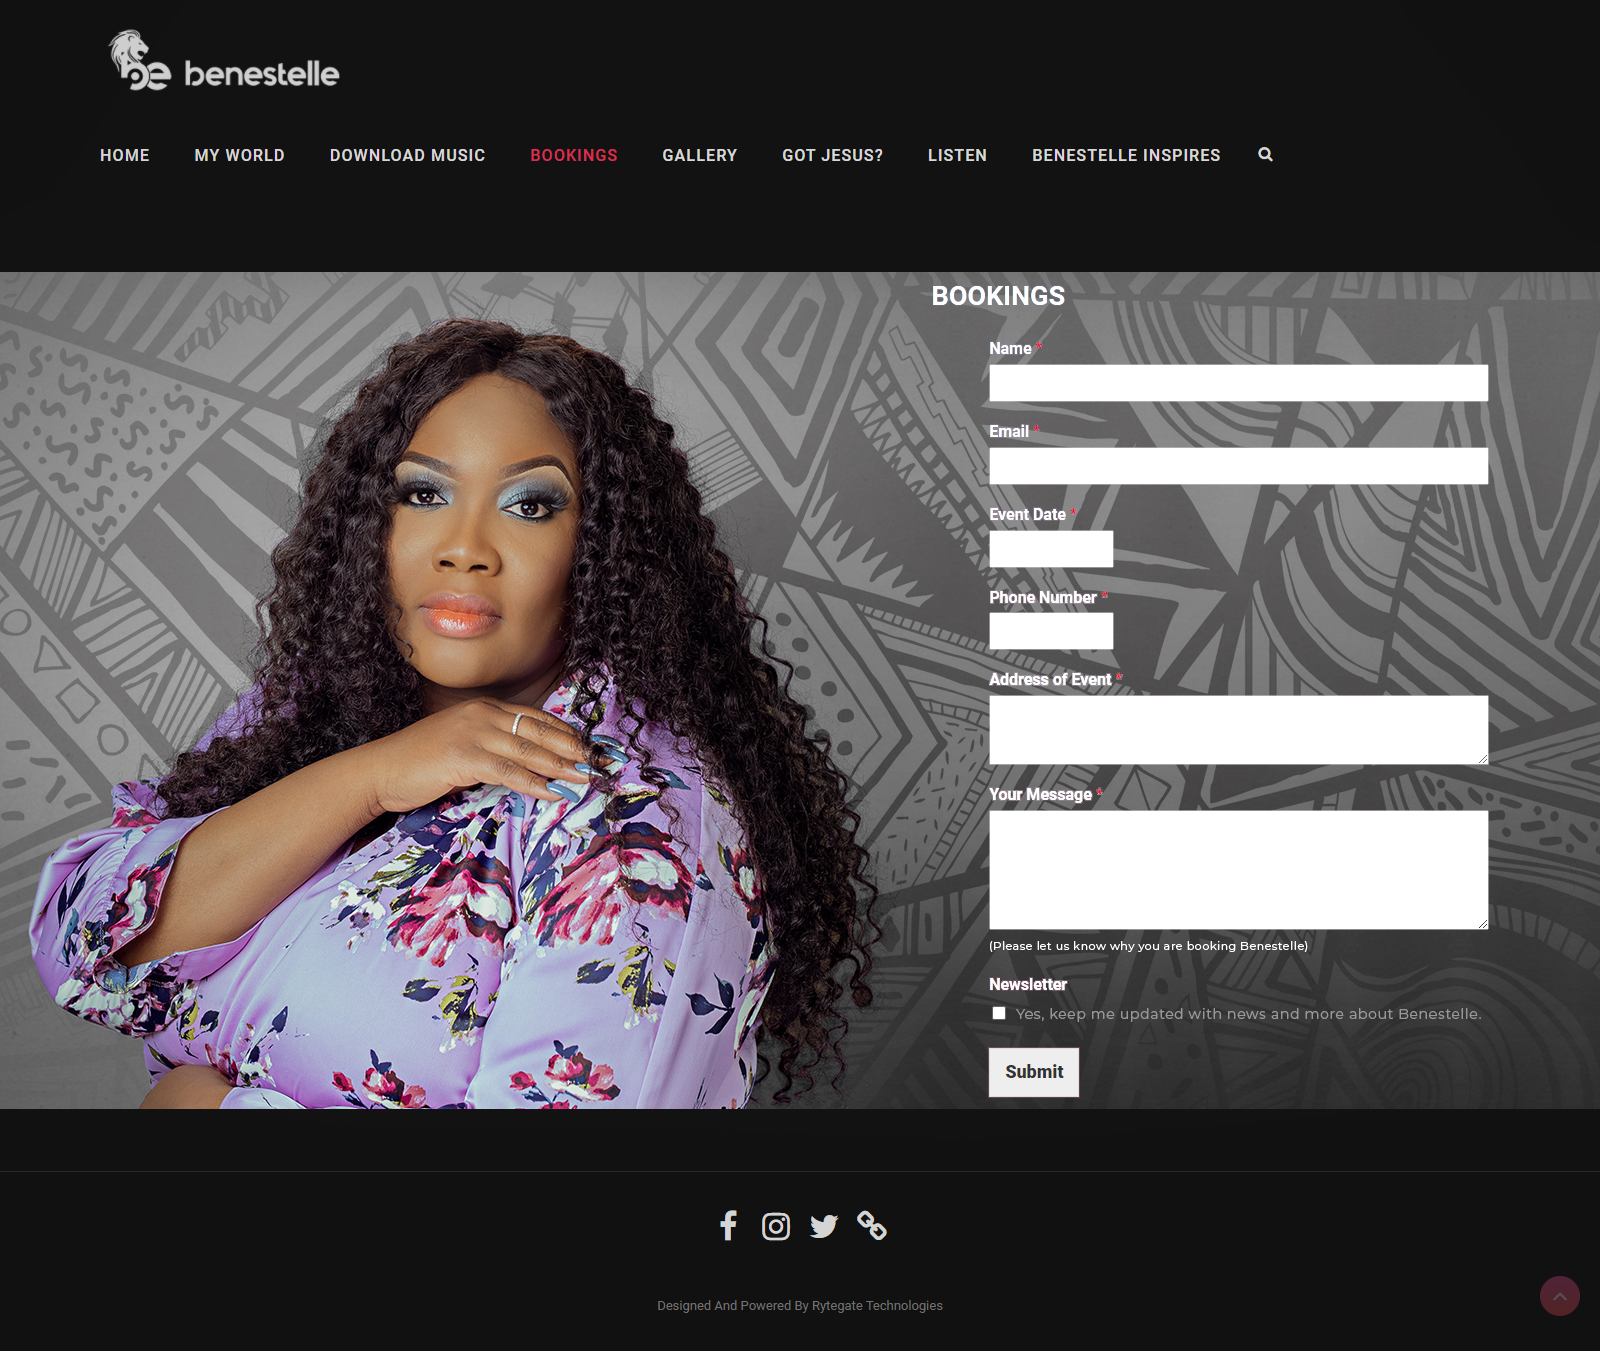 benestelle
HOME MY WORLD DOWNLOAD MUSIC BOOKINGS GALLERY GOT JESUS? LISTEN BENESTELLE INSPIRES
BOOKINGS
Name *
Email *
Event Date *
Phone Number *
Address of Event *
Your Message *
(Please let us know why you are booking Benestelle)
Newsletter
Yes, keep me updated with news and more about Benestelle.
Submit
Designed And Powered By Rytegate Technologies